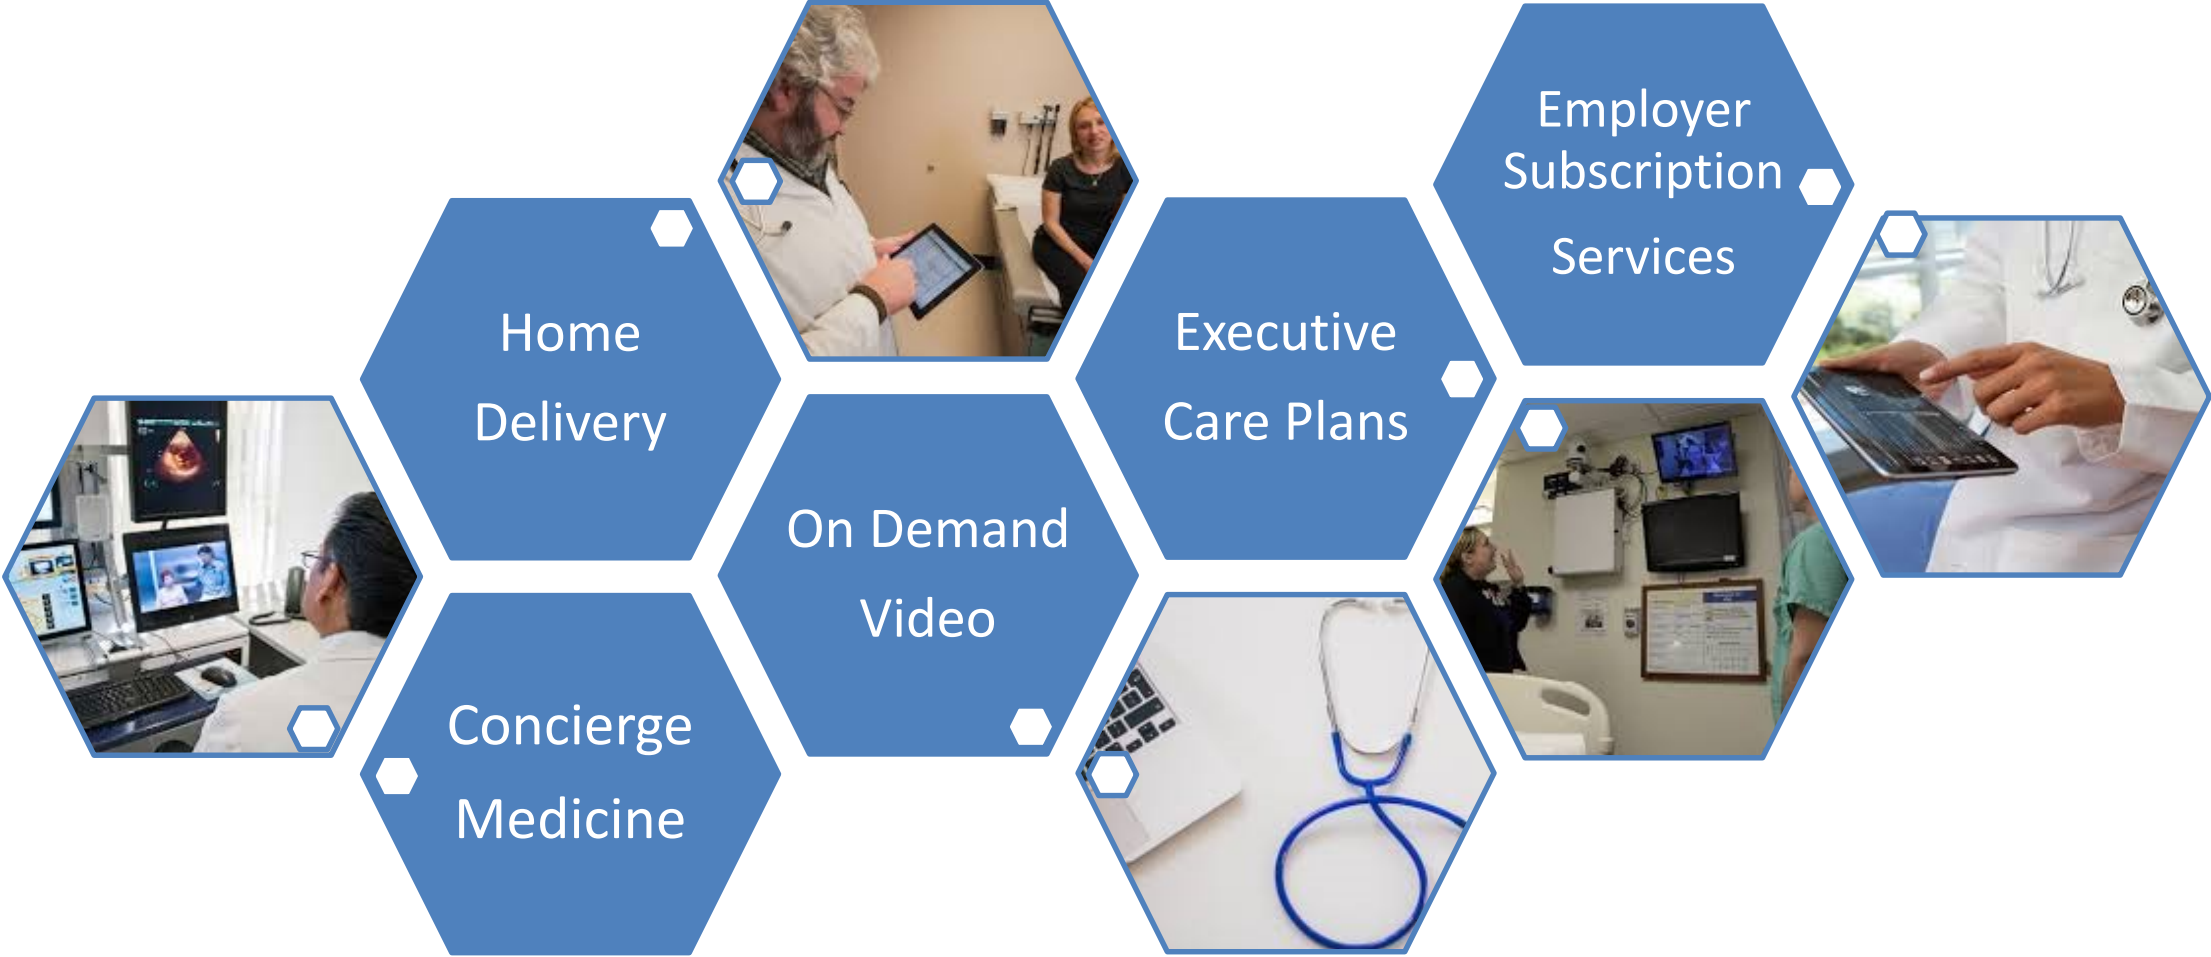 Home
Delivery
Concierge
Medicine
On Demand
Video
Executive
Care Plans
Employer
Subscription
Services